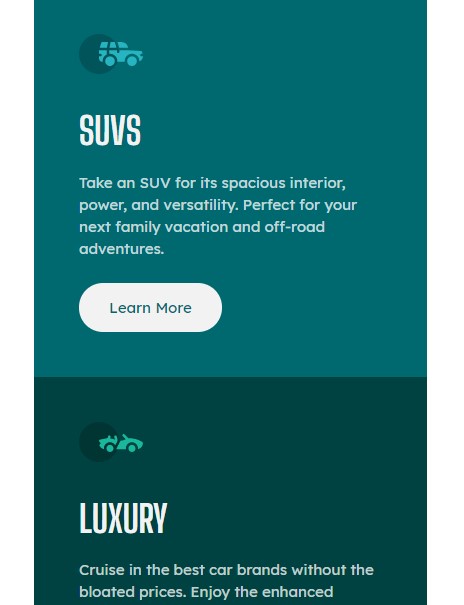 SUVS
Take an SUV for its spacious interior,
power, and versatility. Perfect for your
next family vacation and off-road
adventures.
Learn More
LUXURY
Cruise in the best car brands without the
bloated prices. Enjoy the enhanced